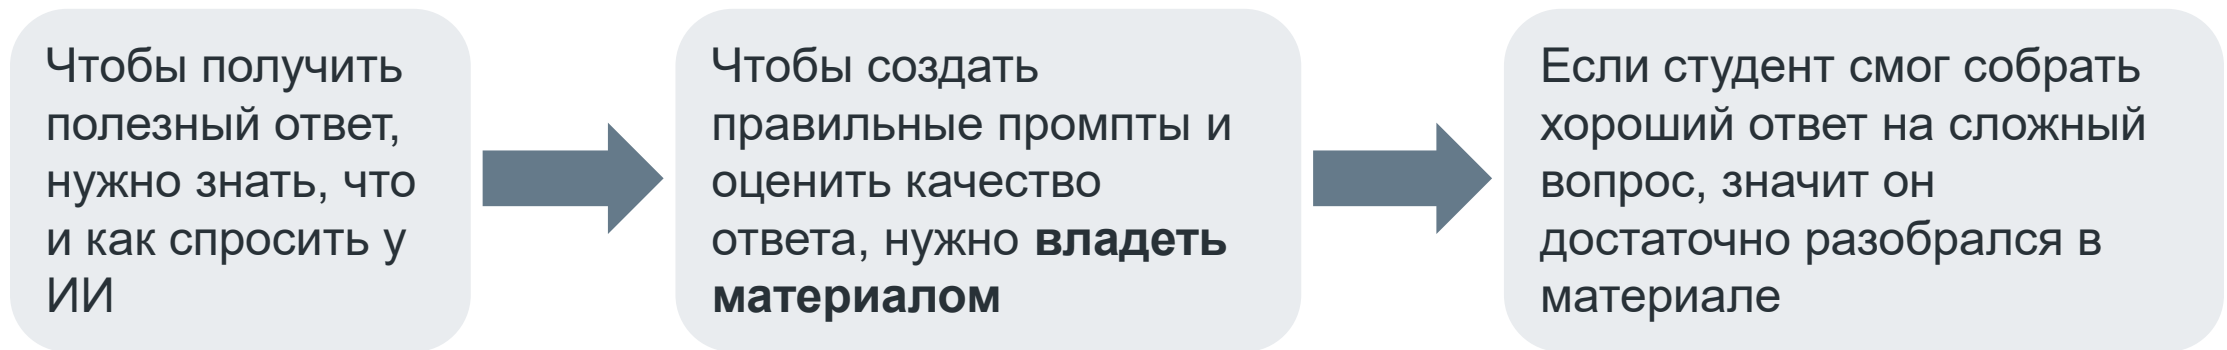 Чтобы получить
полезный ответ,
нужно знать, что
и как спросить у
ИИ
Чтобы создать
правильные промпты и
оценить качество
ответа, нужно владеть
материалом
Если студент смог собрать
хороший ответ на сложный
вопрос, значит он
достаточно разобрался в
материале